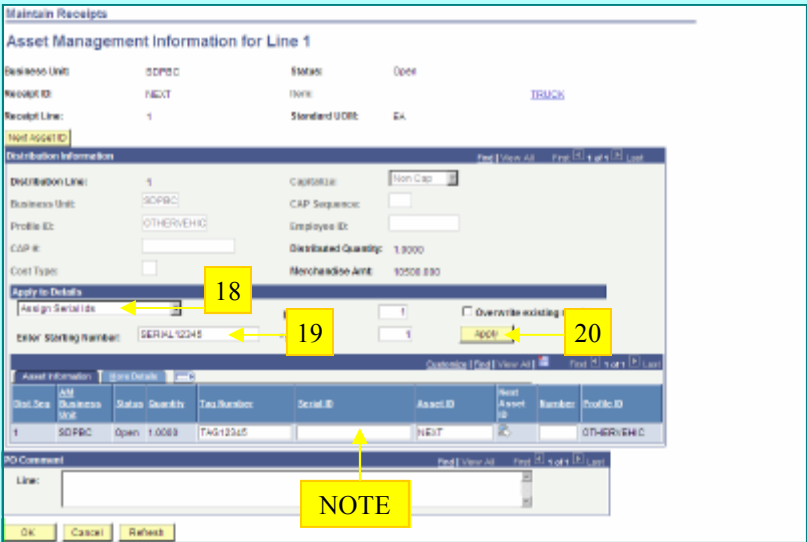 Maintain Receipts
Asset Management Information for Line 1
Business Unit: SDPBC Status: Open
Receipt ID: NEXT Item: TRUCK
Receipt Line: 1 Standard UOM: EA
Next Asset ID
Distribution Information Find | View All First 1 of 1 Last
Distribution Line: 1 Capitalize: Non Cap
Business Unit: SDPBC CAP Sequence:
Profile ID: OTHERVEHIC Employee ID:
CAP #: Distributed Quantity: 1.0000
Cost Type: Merchandise Amt: 10500.000
Apply to Details
Assign Serial Ids 18 1 Overwrite existing
Enter Starting Number: SERIAL12345 19 1 Apply 20
Customize | Find | View All | First 1 of 1 Last
Asset Information More Details
Dist Seq AM Business Unit Status Quantity Tag Number Serial ID Asset ID Next Asset ID Number Profile ID
1 SDPBC Open 1.0000 TAG12345 NEXT OTHERVEHIC
PO Comment Find | View All First 1 of 1 Last
Line:
NOTE
OK Cancel Refresh